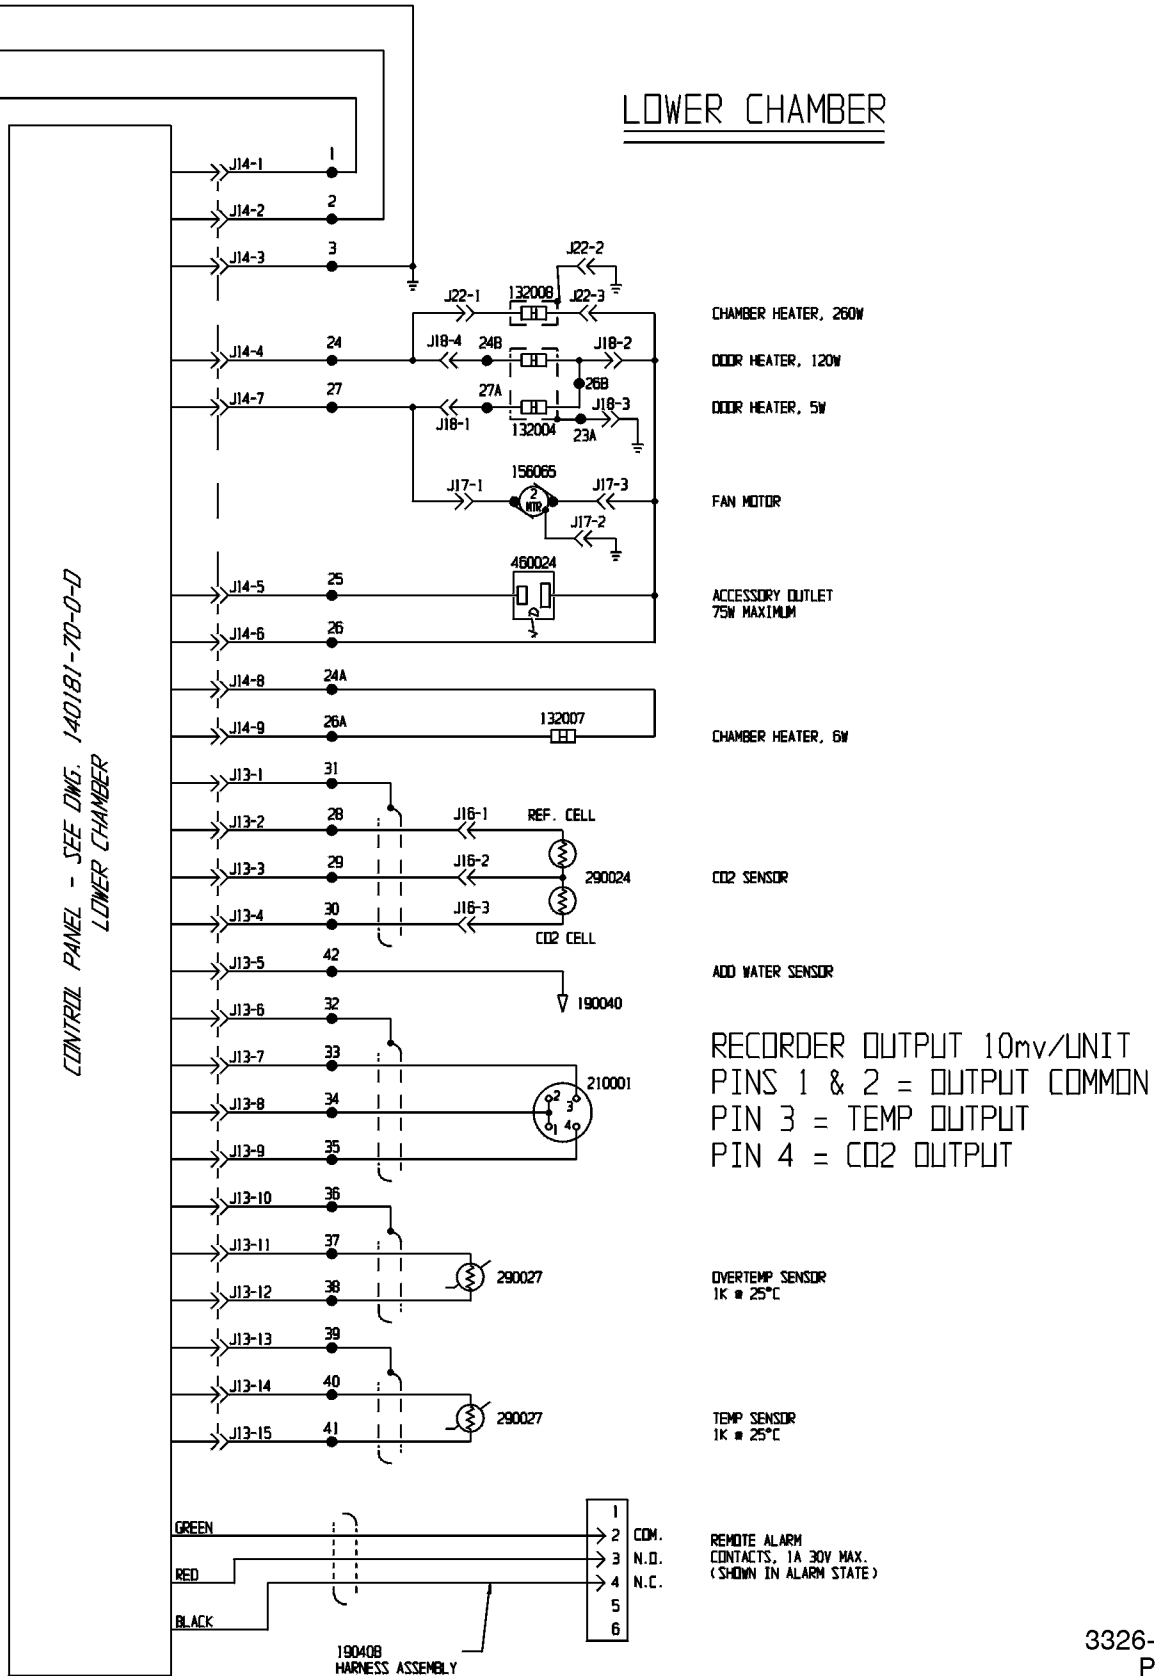 LOWER CHAMBER
J14-1 1
J14-2 2
J14-3 3
J22-2
J22-1 132008 J22-3 CHAMBER HEATER, 260W
J14-4 24 J18-4 24B J18-2 DOOR HEATER, 120W
26B
J14-7 27 27A J18-3 DOOR HEATER, 5W
J18-1 132004 23A
156065
J17-1 2 MTR J17-3 FAN MOTOR
J17-2
460024
J14-5 25 ACCESSORY OUTLET
75W MAXIMUM
J14-6 26
J14-8 24A
J14-9 26A 132007 CHAMBER HEATER, 6W
CONTROL PANEL - SEE DWG. 140181-70-0-D
LOWER CHAMBER
J13-1 31
J13-2 28 J16-1 REF. CELL
J13-3 29 J16-2 290024 CO2 SENSOR
J13-4 30 J16-3
CO2 CELL
J13-5 42 ADD WATER SENSOR
190040
J13-6 32
RECORDER OUTPUT 10mv/UNIT
PINS 1 & 2 = OUTPUT COMMON
PIN 3 = TEMP OUTPUT
PIN 4 = CO2 OUTPUT
J13-7 33
210001
2 3
J13-8 34
1 4
J13-9 35
J13-10 36
J13-11 37
290027 OVERTEMP SENSOR
1K @ 25°C
J13-12 38
J13-13 39
J13-14 40
290027 TEMP SENSOR
1K @ 25°C
J13-15 41
1
GREEN 2 COM.
3 N.O.
RED 4 N.C.
5
BLACK 6
REMOTE ALARM
CONTACTS, 1A 30V MAX.
(SHOWN IN ALARM STATE)
190408
HARNESS ASSEMBLY
3326-
P